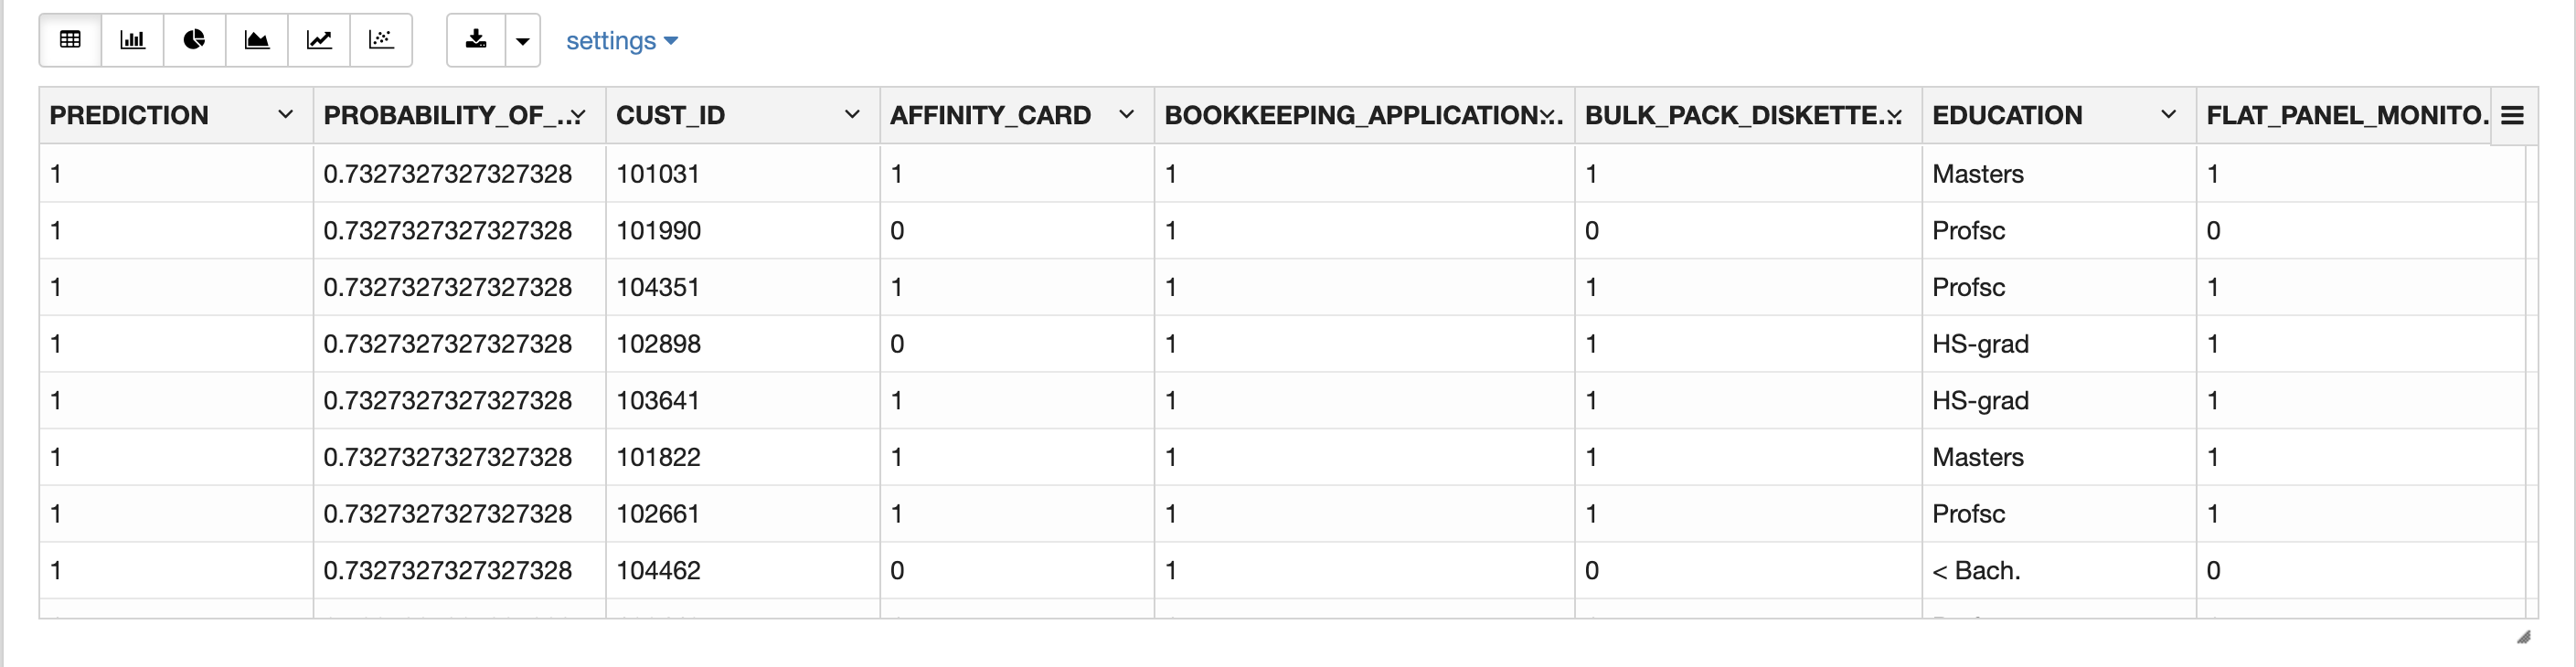 settings
PREDICTION PROBABILITY_OF_... CUST_ID AFFINITY_CARD BOOKKEEPING_APPLICATION... BULK_PACK_DISKETTE... EDUCATION FLAT_PANEL_MONITO.
1 0.7327327327327328 101031 1 1 1 Masters 1
1 0.7327327327327328 101990 0 1 0 Profsc 0
1 0.7327327327327328 104351 1 1 1 Profsc 1
1 0.7327327327327328 102898 0 1 1 HS-grad 1
1 0.7327327327327328 103641 1 1 1 HS-grad 1
1 0.7327327327327328 101822 1 1 1 Masters 1
1 0.7327327327327328 102661 1 1 1 Profsc 1
1 0.7327327327327328 104462 0 1 0 < Bach. 0